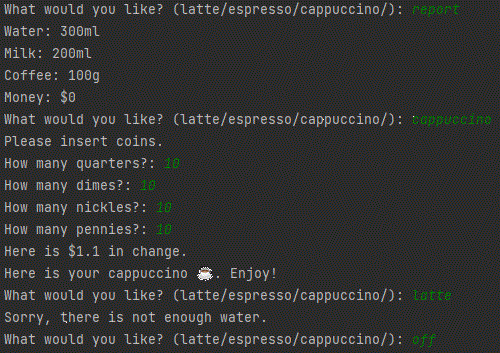 What would you like? (latte/espresso/cappuccino/): report
Water: 300ml
Milk: 200ml
Coffee: 100g
Money: $0
What would you like? (latte/espresso/cappuccino/): cappuccino
Please insert coins.
How many quarters?: 10
How many dimes?: 10
How many nickles?: 10
How many pennies?: 10
Here is $1.1 in change.
Here is your cappuccino ☕. Enjoy!
What would you like? (latte/espresso/cappuccino/): latte
Sorry, there is not enough water.
What would you like? (latte/espresso/cappuccino/): off